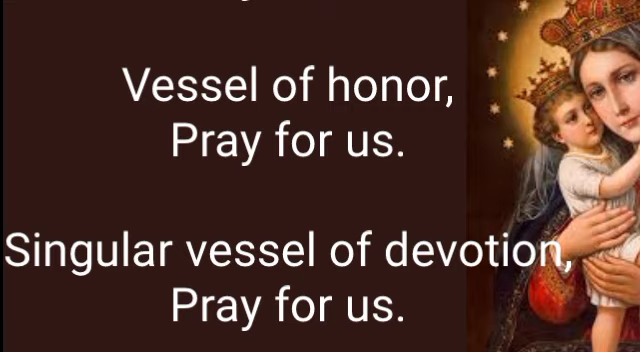 Vessel of honor,
Pray for us.
Singular vessel of devotion,
Pray for us.